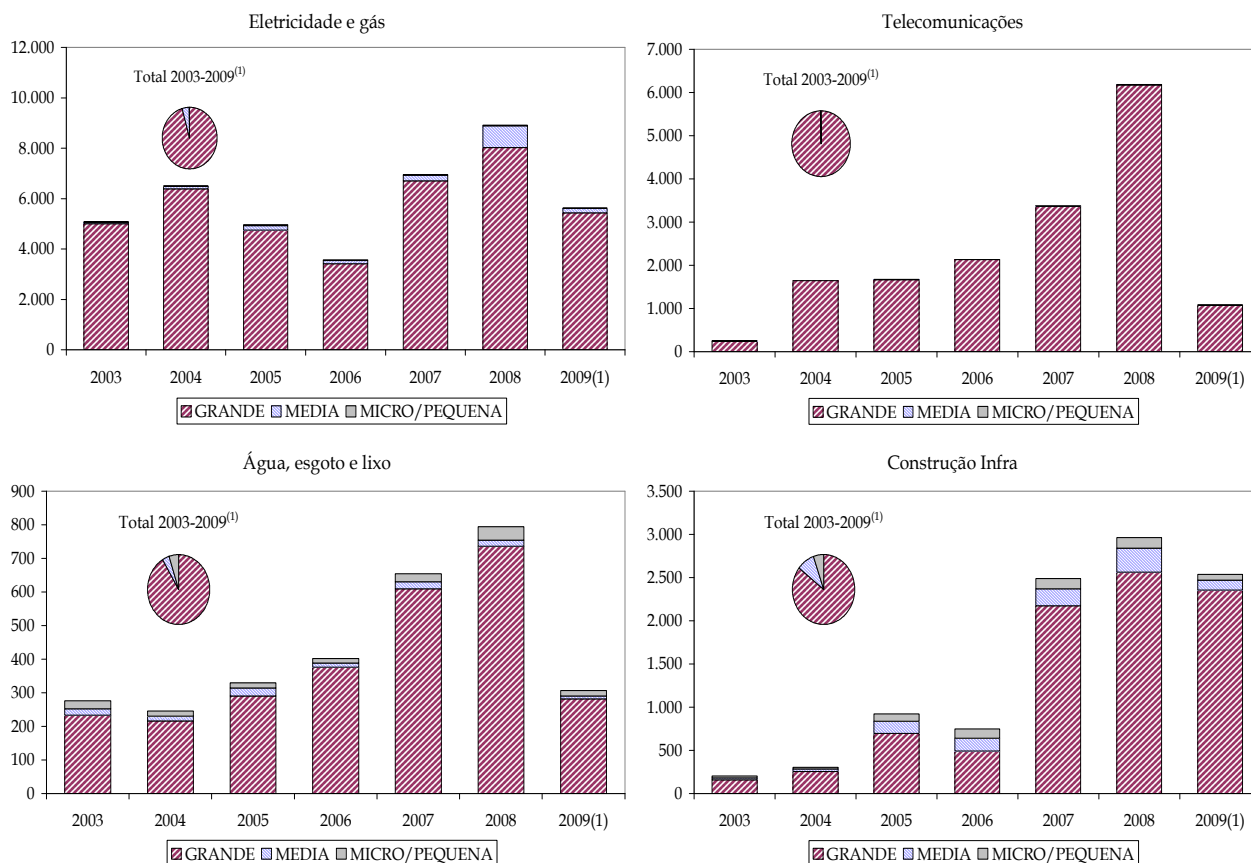 Eletricidade e gás
12.000
10.000
8.000
6.000
4.000
2.000
0
Total 2003-2009(1)
2003 2004 2005 2006 2007 2008 2009(1)
GRANDE MEDIA MICRO/PEQUENA
Telecomunicações
7.000
6.000
5.000
4.000
3.000
2.000
1.000
0
Total 2003-2009(1)
2003 2004 2005 2006 2007 2008 2009(1)
GRANDE MEDIA MICRO/PEQUENA
Água, esgoto e lixo
900
800
700
600
500
400
300
200
100
0
Total 2003-2009(1)
2003 2004 2005 2006 2007 2008 2009(1)
GRANDE MEDIA MICRO/PEQUENA
Construção Infra
3.500
3.000
2.500
2.000
1.500
1.000
500
0
Total 2003-2009(1)
2003 2004 2005 2006 2007 2008 2009(1)
GRANDE MEDIA MICRO/PEQUENA